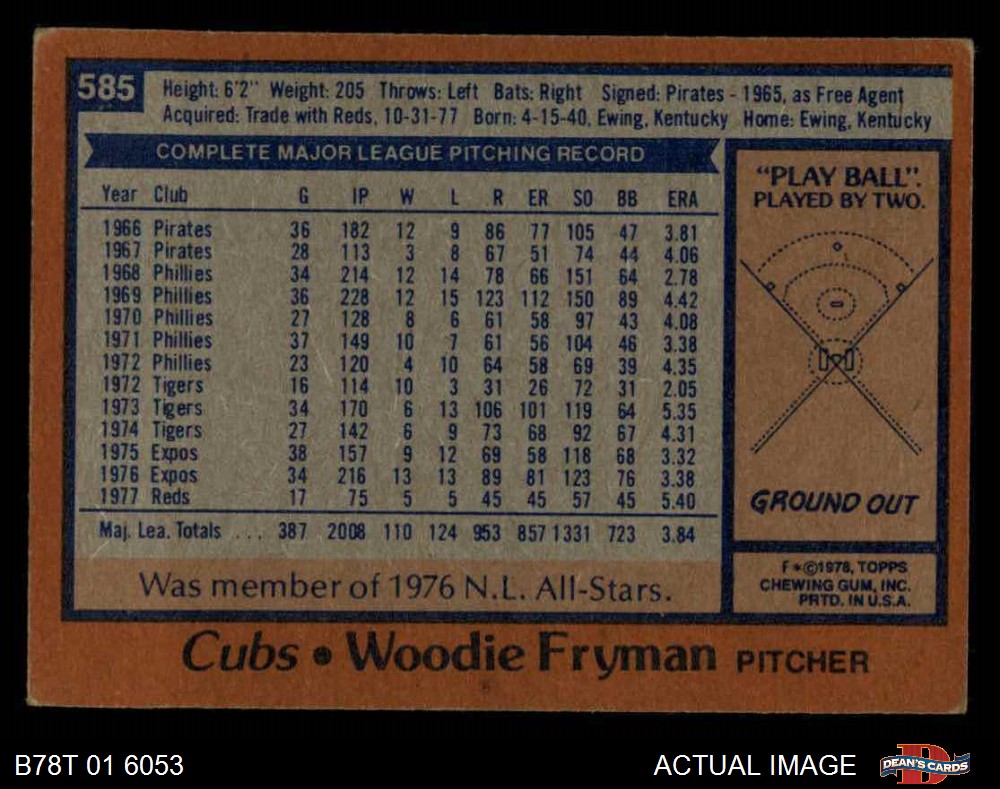 585
Height: 6'2" Weight: 205 Throws: Left Bats: Right Signed: Pirates - 1965, as Free Agent
Acquired: Trade with Reds, 10-31-77 Born: 4-15-40, Ewing, Kentucky Home: Ewing, Kentucky
COMPLETE MAJOR LEAGUE PITCHING RECORD
Year Club G IP W L R ER SO BB ERA
1966 Pirates 36 182 12 9 86 77 105 47 3.81
1967 Pirates 28 113 3 8 67 51 74 44 4.06
1968 Phillies 34 214 12 14 78 66 151 64 2.78
1969 Phillies 36 228 12 15 123 112 150 89 4.42
1970 Phillies 27 128 8 6 61 58 97 43 4.08
1971 Phillies 37 149 10 7 61 56 104 46 3.38
1972 Phillies 23 120 4 10 64 58 69 39 4.35
1972 Tigers 16 114 10 3 31 26 72 31 2.05
1973 Tigers 34 170 6 13 106 101 119 64 5.35
1974 Tigers 27 142 6 9 73 68 92 67 4.31
1975 Expos 38 157 9 12 69 58 118 68 3.32
1976 Expos 34 216 13 13 89 81 123 76 3.38
1977 Reds 17 75 5 5 45 45 57 45 5.40
Maj. Lea. Totals ... 387 2008 110 124 953 857 1331 723 3.84
Was member of 1976 N.L. All-Stars.
"PLAY BALL".
PLAYED BY TWO.
GROUND OUT
F*©1978, TOPPS
CHEWING GUM, INC.
PRTD. IN U.S.A.
Cubs • Woodie Fryman PITCHER
B78T 01 6053
ACTUAL IMAGE
DEAN'S CARDS